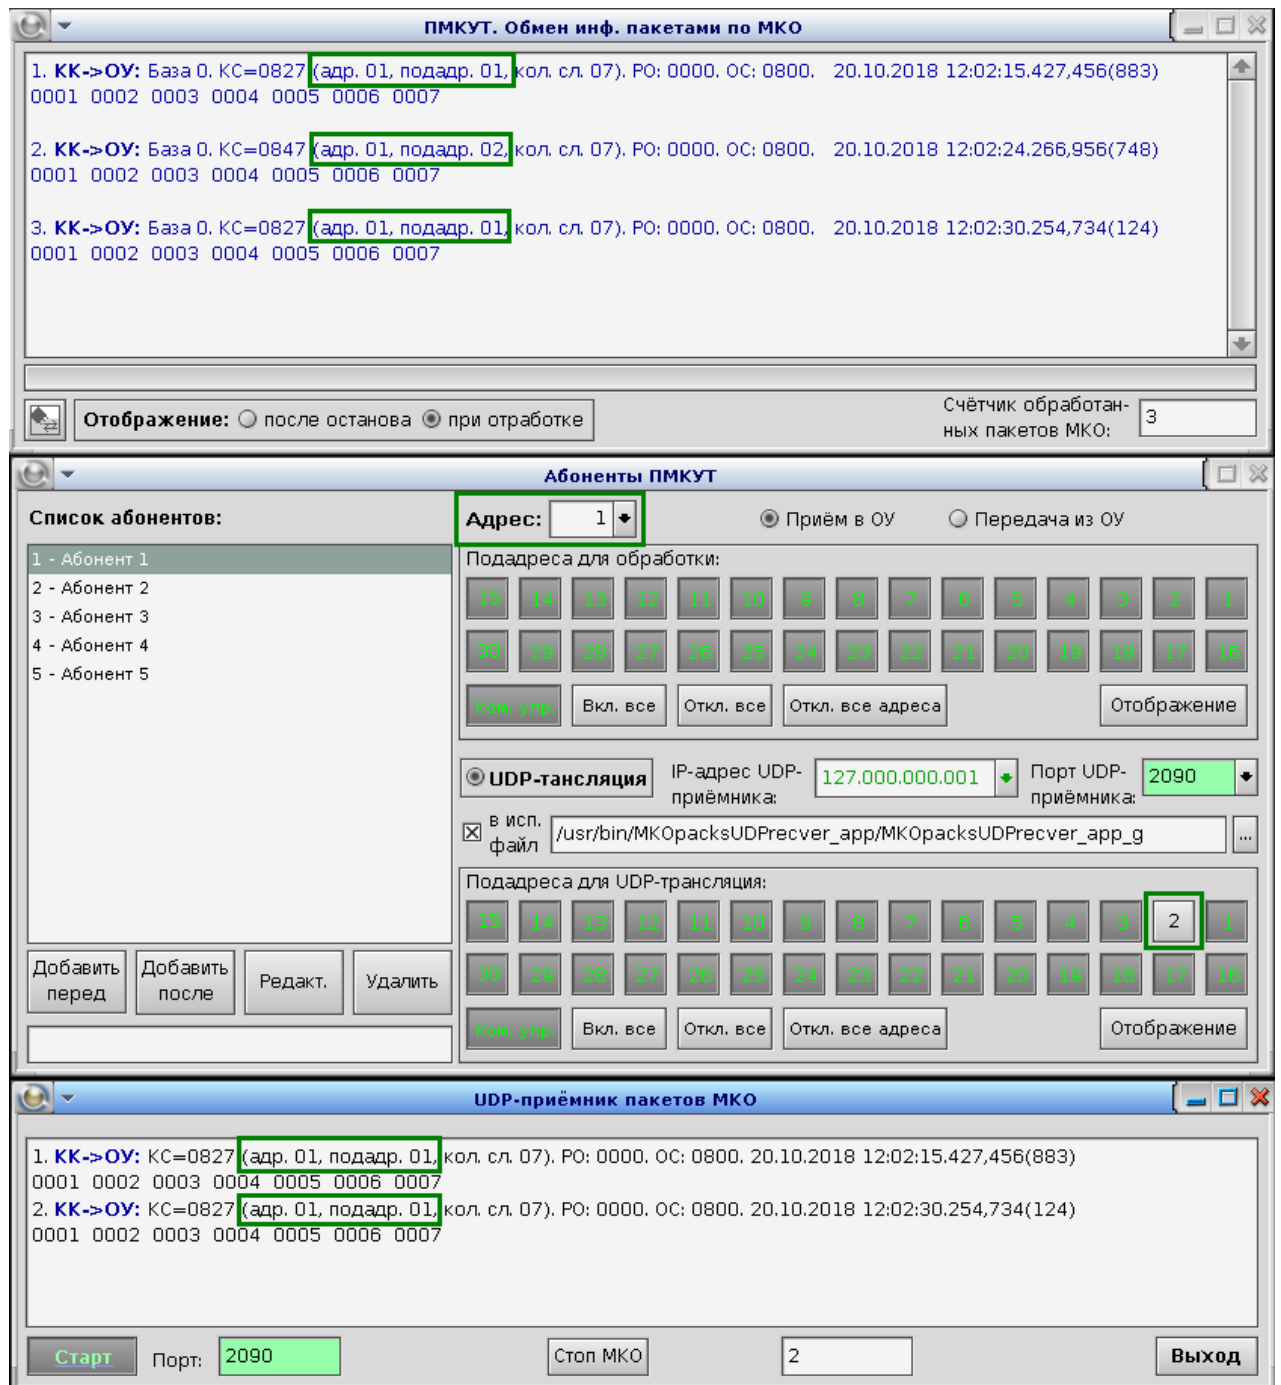 ПМКУТ. Обмен инф. пакетами по МКО
1. КК->ОУ: База 0. КС=0827 (адр. 01, подадр. 01, кол. сл. 07). РО: 0000. ОС: 0800. 20.10.2018 12:02:15.427,456(883)
0001 0002 0003 0004 0005 0006 0007
2. КК->ОУ: База 0. КС=0847 (адр. 01, подадр. 02, кол. сл. 07). РО: 0000. ОС: 0800. 20.10.2018 12:02:24.266,956(748)
0001 0002 0003 0004 0005 0006 0007
3. КК->ОУ: База 0. КС=0827 (адр. 01, подадр. 01, кол. сл. 07). РО: 0000. ОС: 0800. 20.10.2018 12:02:30.254,734(124)
0001 0002 0003 0004 0005 0006 0007
Отображение: после останова при отработке
Счётчик обработан-
ных пакетов МКО: 3
Абоненты ПМКУТ
Список абонентов:
1 - Абонент 1
2 - Абонент 2
3 - Абонент 3
4 - Абонент 4
5 - Абонент 5
Добавить перед
Добавить после
Редакт.
Удалить
Адрес: 1 Приём в ОУ Передача из ОУ
Подадреса для обработки:
15 14 13 12 11 10 9 8 7 6 5 4 3 2 1
30 29 28 27 26 25 24 23 22 21 20 19 18 17 16
Ком. упр. Вкл. все Откл. все Откл. все адреса Отображение
UDP-тансляция
IP-адрес UDP-
приёмника: 127.000.000.001
Порт UDP-
приёмника: 2090
в исп.
файл /usr/bin/MKOpacksUDPrecver_app/MKOpacksUDPrecver_app_g ...
Подадреса для UDP-трансляция:
15 14 13 12 11 10 9 8 7 6 5 4 3 2 1
30 29 28 27 26 25 24 23 22 21 20 19 18 17 16
Ком. упр. Вкл. все Откл. все Откл. все адреса Отображение
UDP-приёмник пакетов МКО
1. КК->ОУ: КС=0827 (адр. 01, подадр. 01, кол. сл. 07). РО: 0000. ОС: 0800. 20.10.2018 12:02:15.427,456(883)
0001 0002 0003 0004 0005 0006 0007
2. КК->ОУ: КС=0827 (адр. 01, подадр. 01, кол. сл. 07). РО: 0000. ОС: 0800. 20.10.2018 12:02:30.254,734(124)
0001 0002 0003 0004 0005 0006 0007
Старт Порт: 2090 Стоп МКО 2 Выход